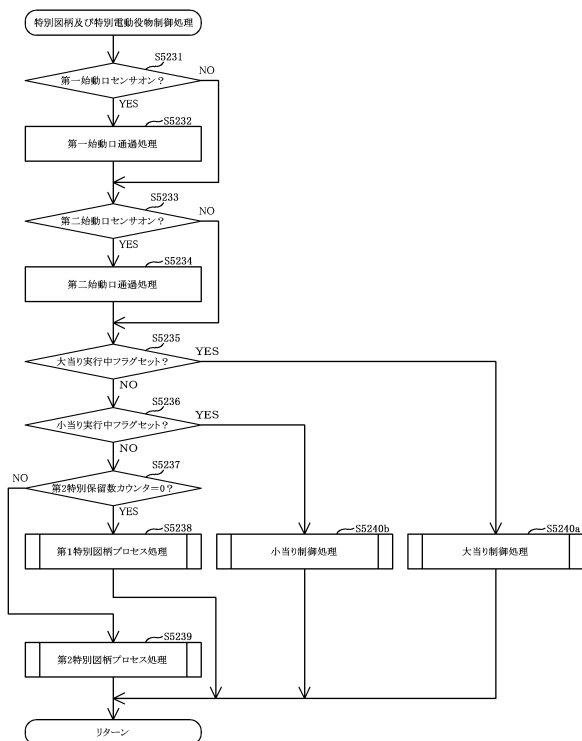 特別図柄及び特別電動役物制御処理
S5231
第一始動口センサオン？
NO
YES
S5232
第一始動口通過処理
S5233
第二始動口センサオン？
NO
YES
S5234
第二始動口通過処理
S5235
大当り実行中フラグセット？
YES
NO
S5236
小当り実行中フラグセット？
YES
NO
S5237
第2特別保留数カウンタ=0？
NO
YES
S5238
第1特別図柄プロセス処理
S5240b
小当り制御処理
S5240a
大当り制御処理
S5239
第2特別図柄プロセス処理
リターン